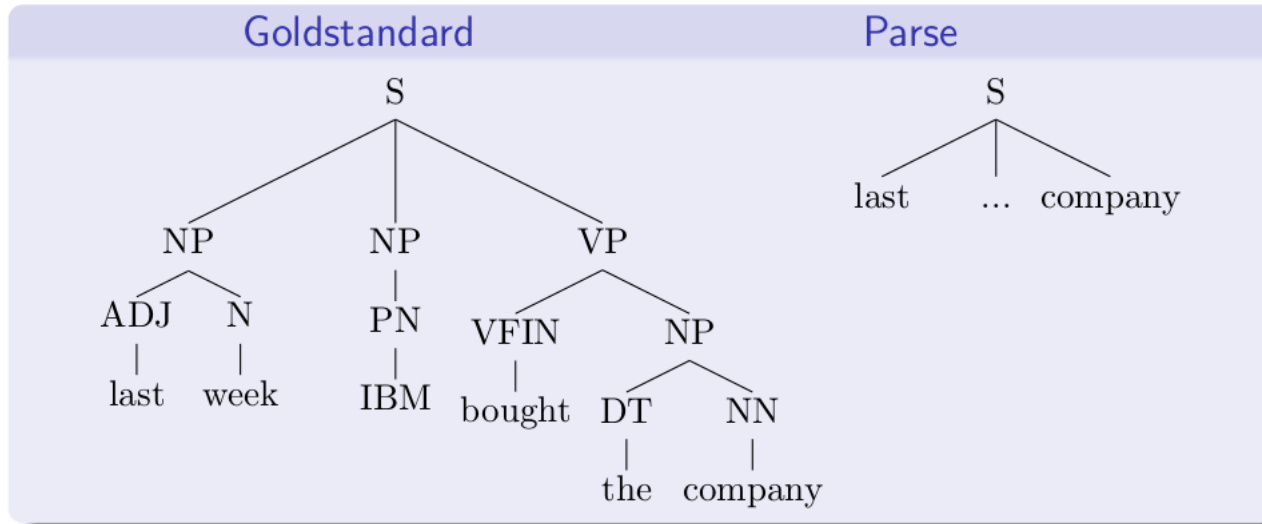 Goldstandard Parse
S S
last ... company
NP NP VP
ADJ N PN VFIN NP
last week IBM bought DT NN
the company